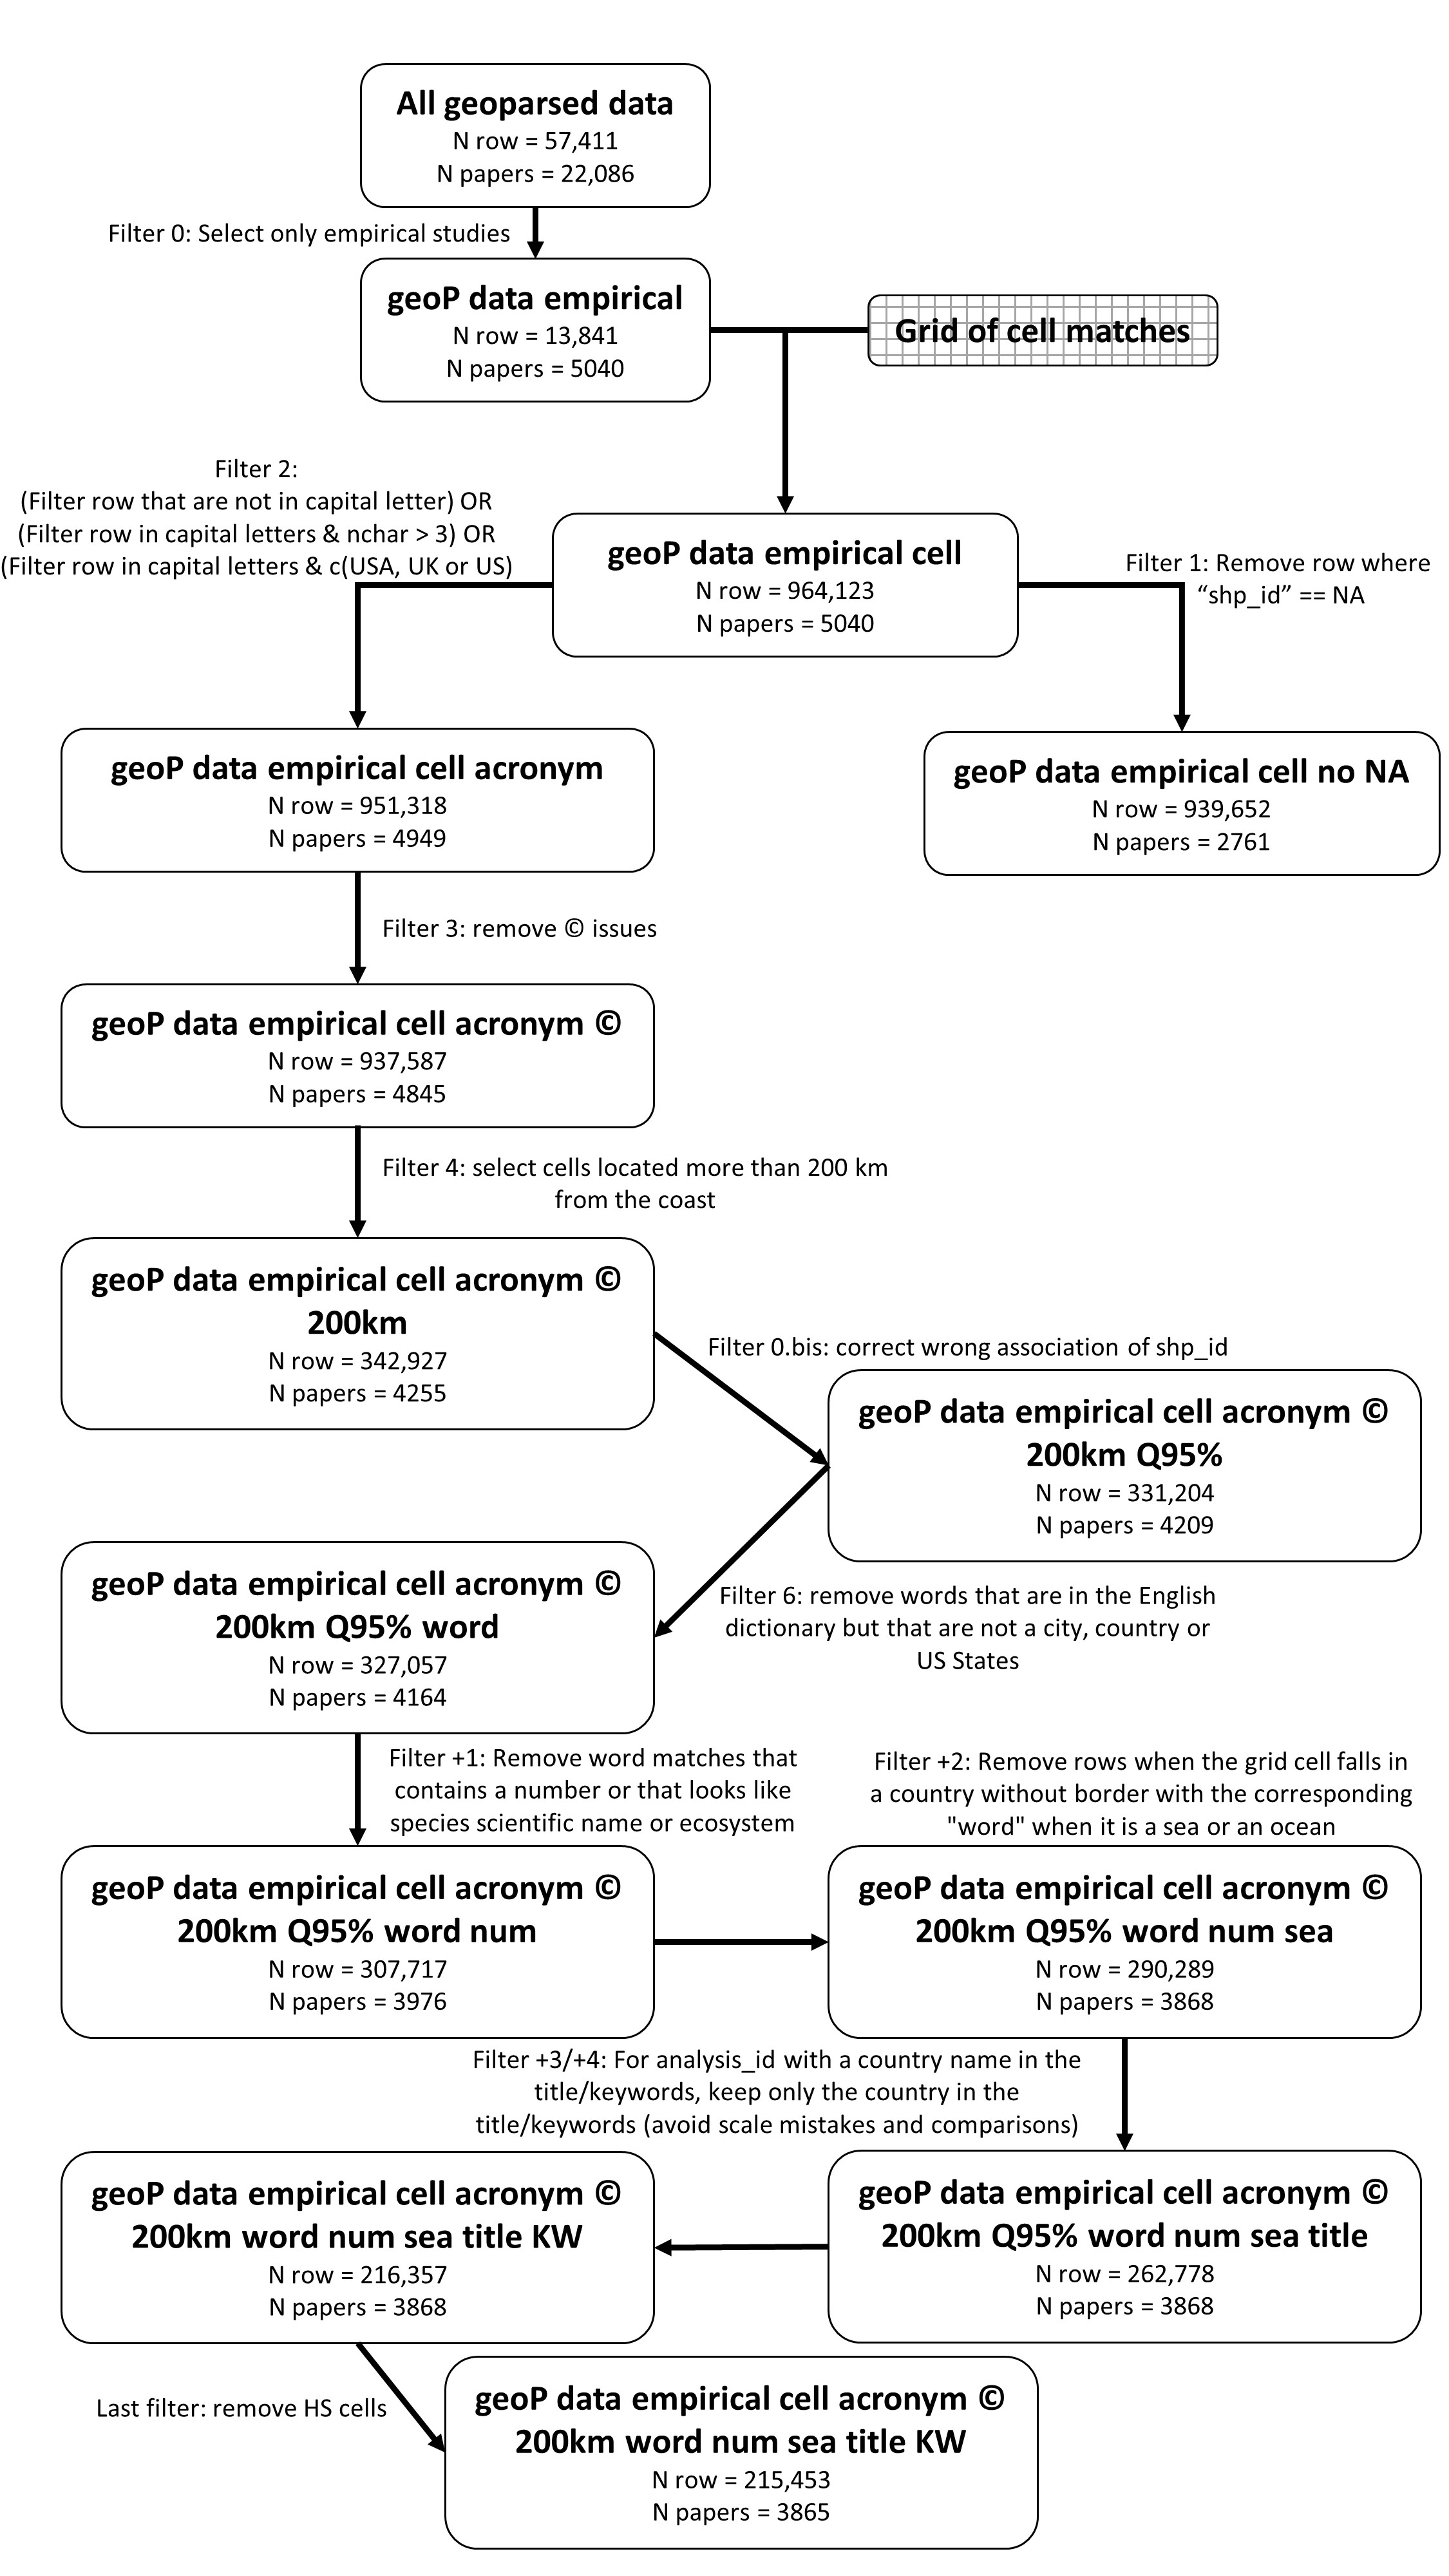 All geoparsed data
N row = 57,411
N papers = 22,086
Filter 0: Select only empirical studies
geoP data empirical
N row = 13,841
N papers = 5040
Grid of cell matches
Filter 2:
(Filter row that are not in capital letter) OR
(Filter row in capital letters & nchar > 3) OR
(Filter row in capital letters & c(USA, UK or US)
geoP data empirical cell
N row = 964,123
N papers = 5040
Filter 1: Remove row where
“shp_id” == NA
geoP data empirical cell acronym
N row = 951,318
N papers = 4949
geoP data empirical cell no NA
N row = 939,652
N papers = 2761
Filter 3: remove © issues
geoP data empirical cell acronym ©
N row = 937,587
N papers = 4845
Filter 4: select cells located more than 200 km
from the coast
geoP data empirical cell acronym ©
200km
N row = 342,927
N papers = 4255
Filter 0.bis: correct wrong association of shp_id
geoP data empirical cell acronym ©
200km Q95%
N row = 331,204
N papers = 4209
geoP data empirical cell acronym ©
200km Q95% word
N row = 327,057
N papers = 4164
Filter 6: remove words that are in the English
dictionary but that are not a city, country or
US States
Filter +1: Remove word matches that
contains a number or that looks like
species scientific name or ecosystem
Filter +2: Remove rows when the grid cell falls in
a country without border with the corresponding
"word" when it is a sea or an ocean
geoP data empirical cell acronym ©
200km Q95% word num
N row = 307,717
N papers = 3976
geoP data empirical cell acronym ©
200km Q95% word num sea
N row = 290,289
N papers = 3868
Filter +3/+4: For analysis_id with a country name in the
title/keywords, keep only the country in the
title/keywords (avoid scale mistakes and comparisons)
geoP data empirical cell acronym ©
200km word num sea title KW
N row = 216,357
N papers = 3868
geoP data empirical cell acronym ©
200km Q95% word num sea title
N row = 262,778
N papers = 3868
Last filter: remove HS cells
geoP data empirical cell acronym ©
200km word num sea title KW
N row = 215,453
N papers = 3865